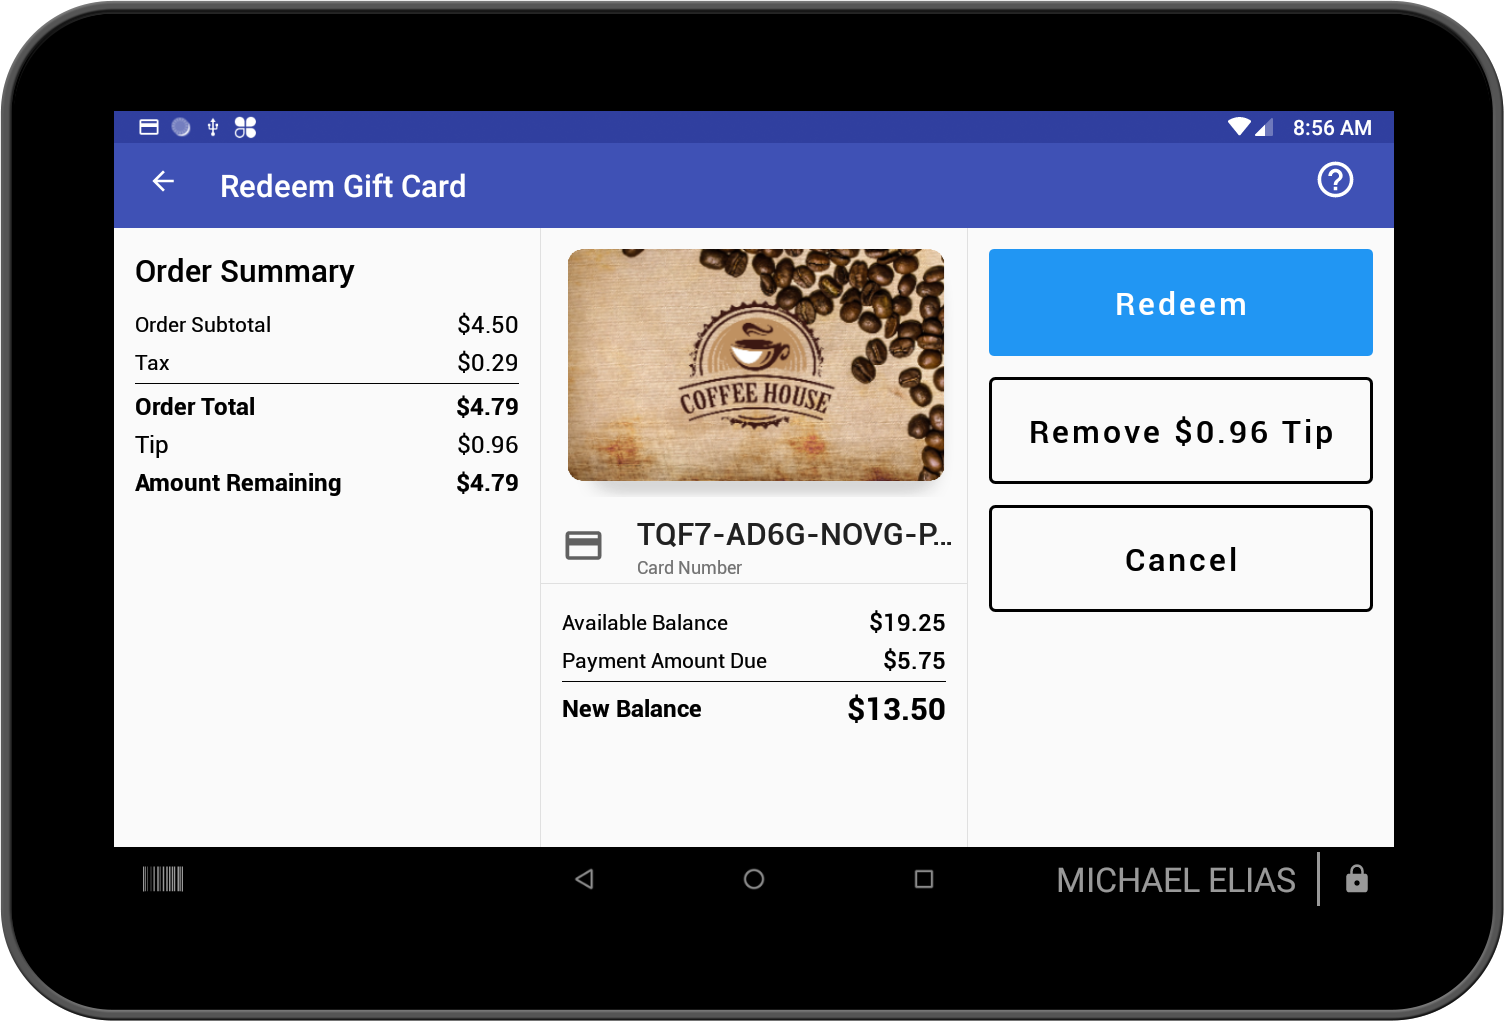 8:56 AM
Redeem Gift Card
Order Summary
Order Subtotal $4.50
Tax $0.29
Order Total $4.79
Tip $0.96
Amount Remaining $4.79
COFFEE HOUSE
TQF7-AD6G-NOVG-P...
Card Number
Available Balance $19.25
Payment Amount Due $5.75
New Balance $13.50
Redeem
Remove $0.96 Tip
Cancel
MICHAEL ELIAS